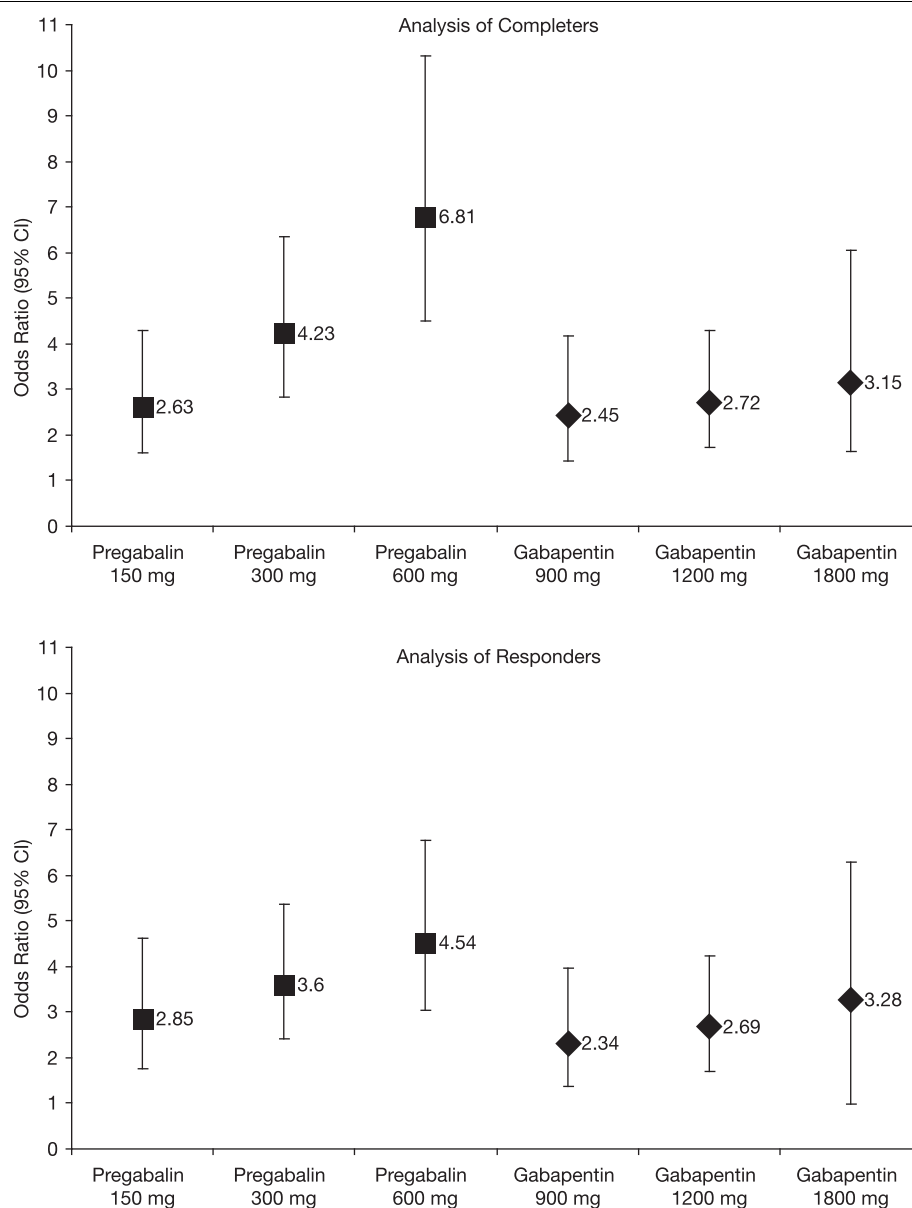 Analysis of Completers
11
10
9
8
7
6
5
4
3
2
1
0
Odds Ratio (95% CI)
2.63
4.23
6.81
2.45
2.72
3.15
Pregabalin
150 mg
Pregabalin
300 mg
Pregabalin
600 mg
Gabapentin
900 mg
Gabapentin
1200 mg
Gabapentin
1800 mg
Analysis of Responders
11
10
9
8
7
6
5
4
3
2
1
0
Odds Ratio (95% CI)
2.85
3.6
4.54
2.34
2.69
3.28
Pregabalin
150 mg
Pregabalin
300 mg
Pregabalin
600 mg
Gabapentin
900 mg
Gabapentin
1200 mg
Gabapentin
1800 mg